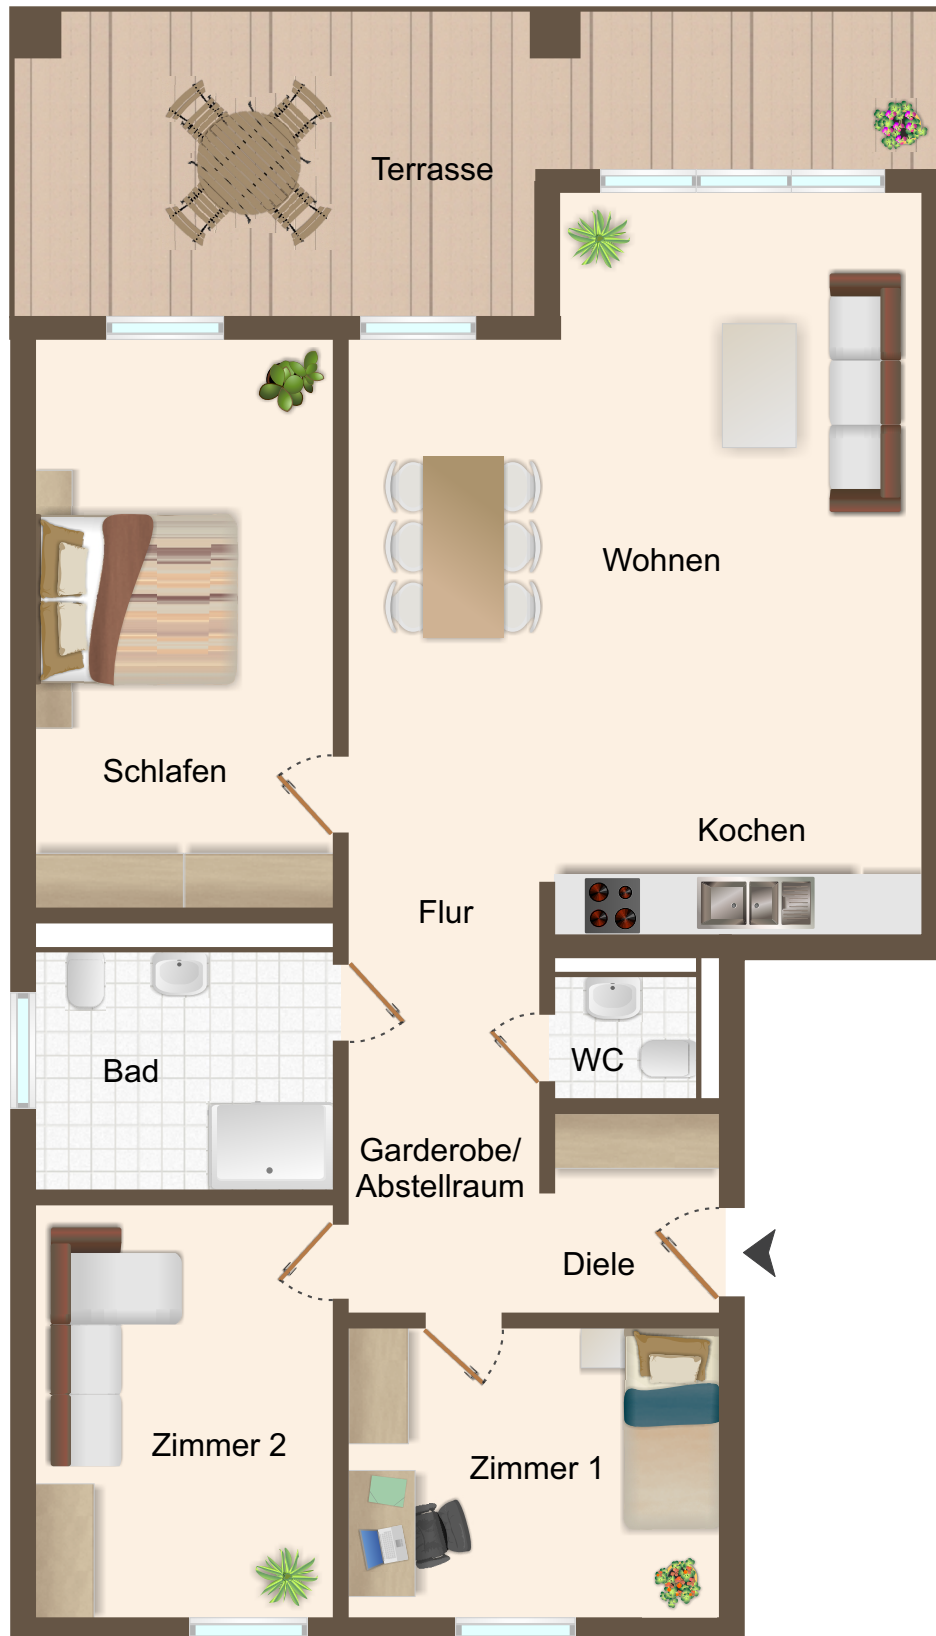 Terrasse
Wohnen
Schlafen
Kochen
Flur
Bad
WC
Garderobe/
Abstellraum
Diele
Zimmer 2
Zimmer 1